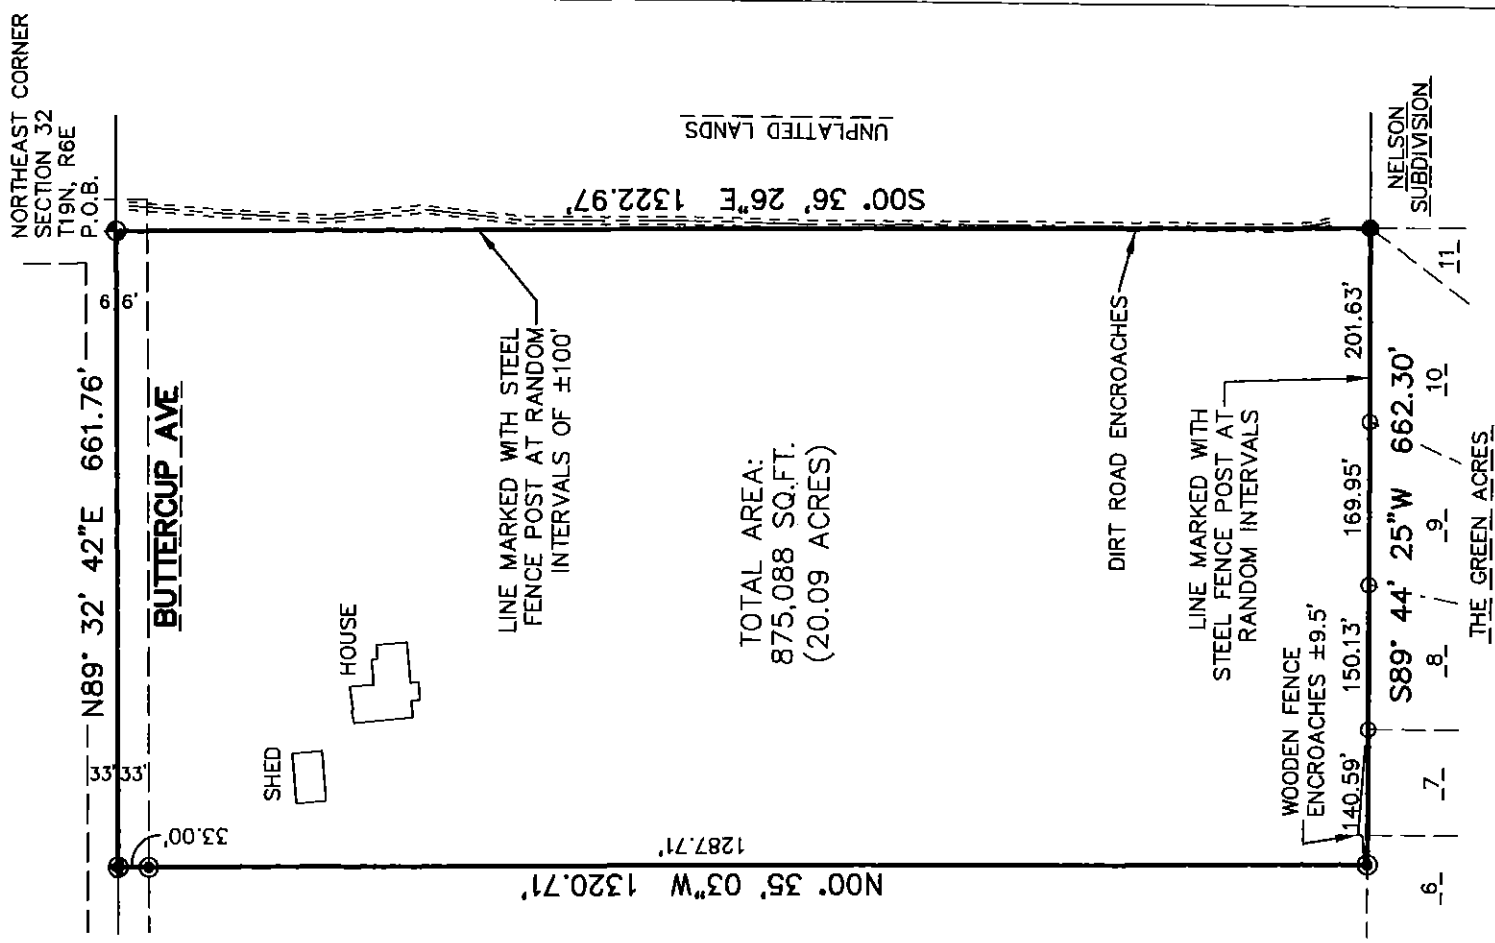 NORTHEAST CORNER
SECTION 32
T19N, R6E
P.O.B.
N89° 32' 42"E 661.76'
6 6'
33' 33'
BUTTERCUP AVE
33.00'
SHED
HOUSE
LINE MARKED WITH STEEL
FENCE POST AT RANDOM
INTERVALS OF ±100'
UNPLATTED LANDS
S00° 36' 26"E 1322.97'
TOTAL AREA:
875,088 SQ.FT.
(20.09 ACRES)
1287.71'
N00° 35' 03"W 1320.71'
DIRT ROAD ENCROACHES
LINE MARKED WITH
STEEL FENCE POST AT
RANDOM INTERVALS
WOODEN FENCE
ENCROACHES ±9.5'
140.59'
150.13'
169.95'
201.63'
S89° 44' 25"W 662.30'
NELSON
SUBDIVISION
6
7
8
9
10
11
THE GREEN ACRES